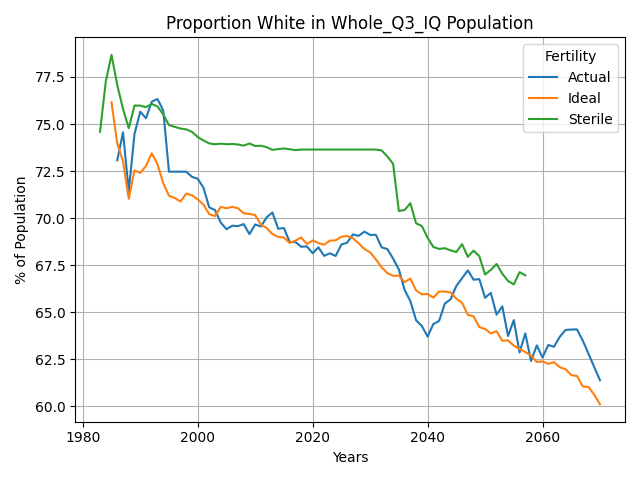 Proportion White in Whole_Q3_IQ Population
Fertility
Actual
Ideal
Sterile
% of Population
77.5
75.0
72.5
70.0
67.5
65.0
62.5
60.0
1980
2000
2020
2040
2060
Years